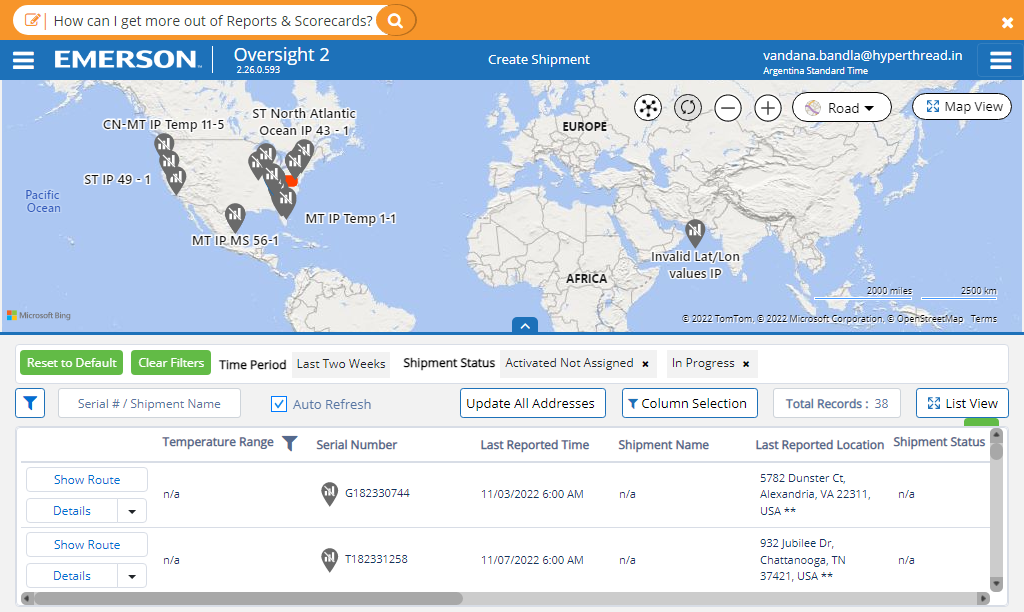 How can I get more out of Reports & Scorecards?
EMERSON.
Oversight 2
2.26.0.593
Create Shipment
vandana.bandla@hyperthread.in
Argentina Standard Time
CN-MT IP Temp 11-5
ST North Atlantic
Ocean IP 43 - 1
EUROPE
Road
Map View
ST IP 49 - 1
Pacific
Ocean
MT IP Temp 1-1
MT IP MS 56-1
AFRICA
Invalid Lat/Lon
values IP
2000 miles
2500 km
Microsoft Bing
© 2022 TomTom, © 2022 Microsoft Corporation, © OpenStreetMap Terms
Reset to Default
Clear Filters
Time Period
Last Two Weeks
Shipment Status
Activated Not Assigned ×
In Progress ×
Serial # / Shipment Name
Auto Refresh
Update All Addresses
Column Selection
Total Records : 38
List View
Temperature Range
Serial Number
Last Reported Time
Shipment Name
Last Reported Location
Shipment Status
Show Route
Details
n/a
G182330744
11/03/2022 6:00 AM
n/a
5782 Dunster Ct,
Alexandria, VA 22311,
USA **
n/a
Show Route
Details
n/a
T182331258
11/07/2022 6:00 AM
n/a
932 Jubilee Dr,
Chattanooga, TN
37421, USA **
n/a